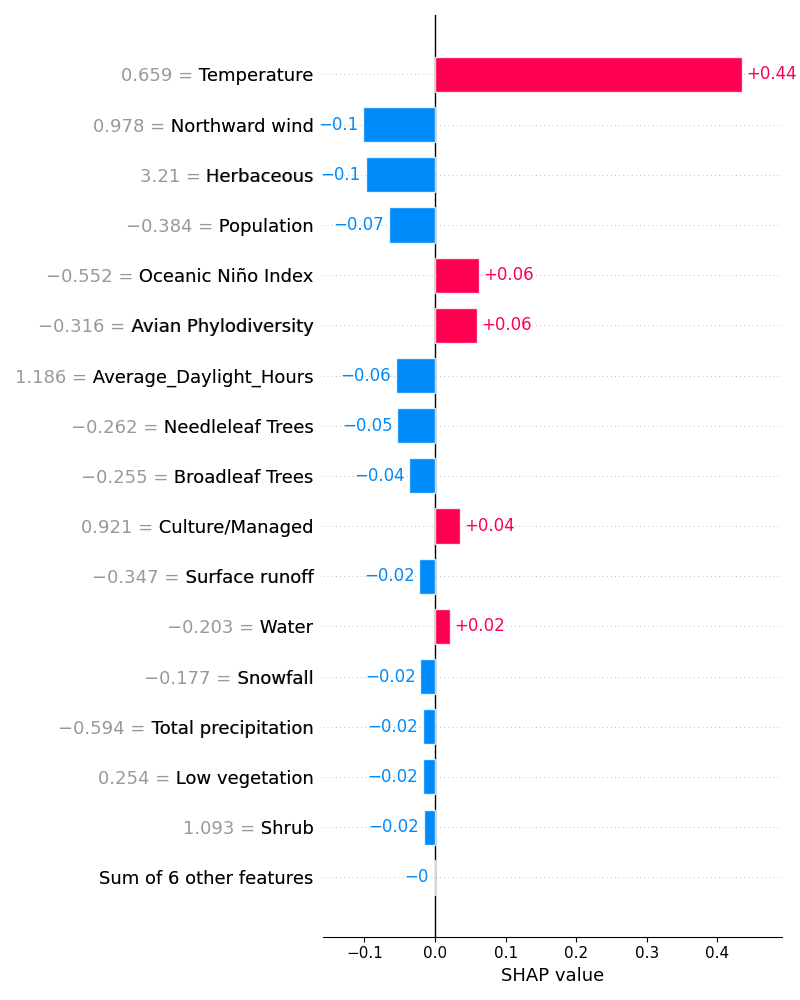 0.659 = Temperature +0.44
0.978 = Northward wind −0.1
3.21 = Herbaceous −0.1
−0.384 = Population −0.07
−0.552 = Oceanic Niño Index +0.06
−0.316 = Avian Phylodiversity +0.06
1.186 = Average_Daylight_Hours −0.06
−0.262 = Needleleaf Trees −0.05
−0.255 = Broadleaf Trees −0.04
0.921 = Culture/Managed +0.04
−0.347 = Surface runoff −0.02
−0.203 = Water +0.02
−0.177 = Snowfall −0.02
−0.594 = Total precipitation −0.02
0.254 = Low vegetation −0.02
1.093 = Shrub −0.02
Sum of 6 other features −0
−0.1 0.0 0.1 0.2 0.3 0.4
SHAP value